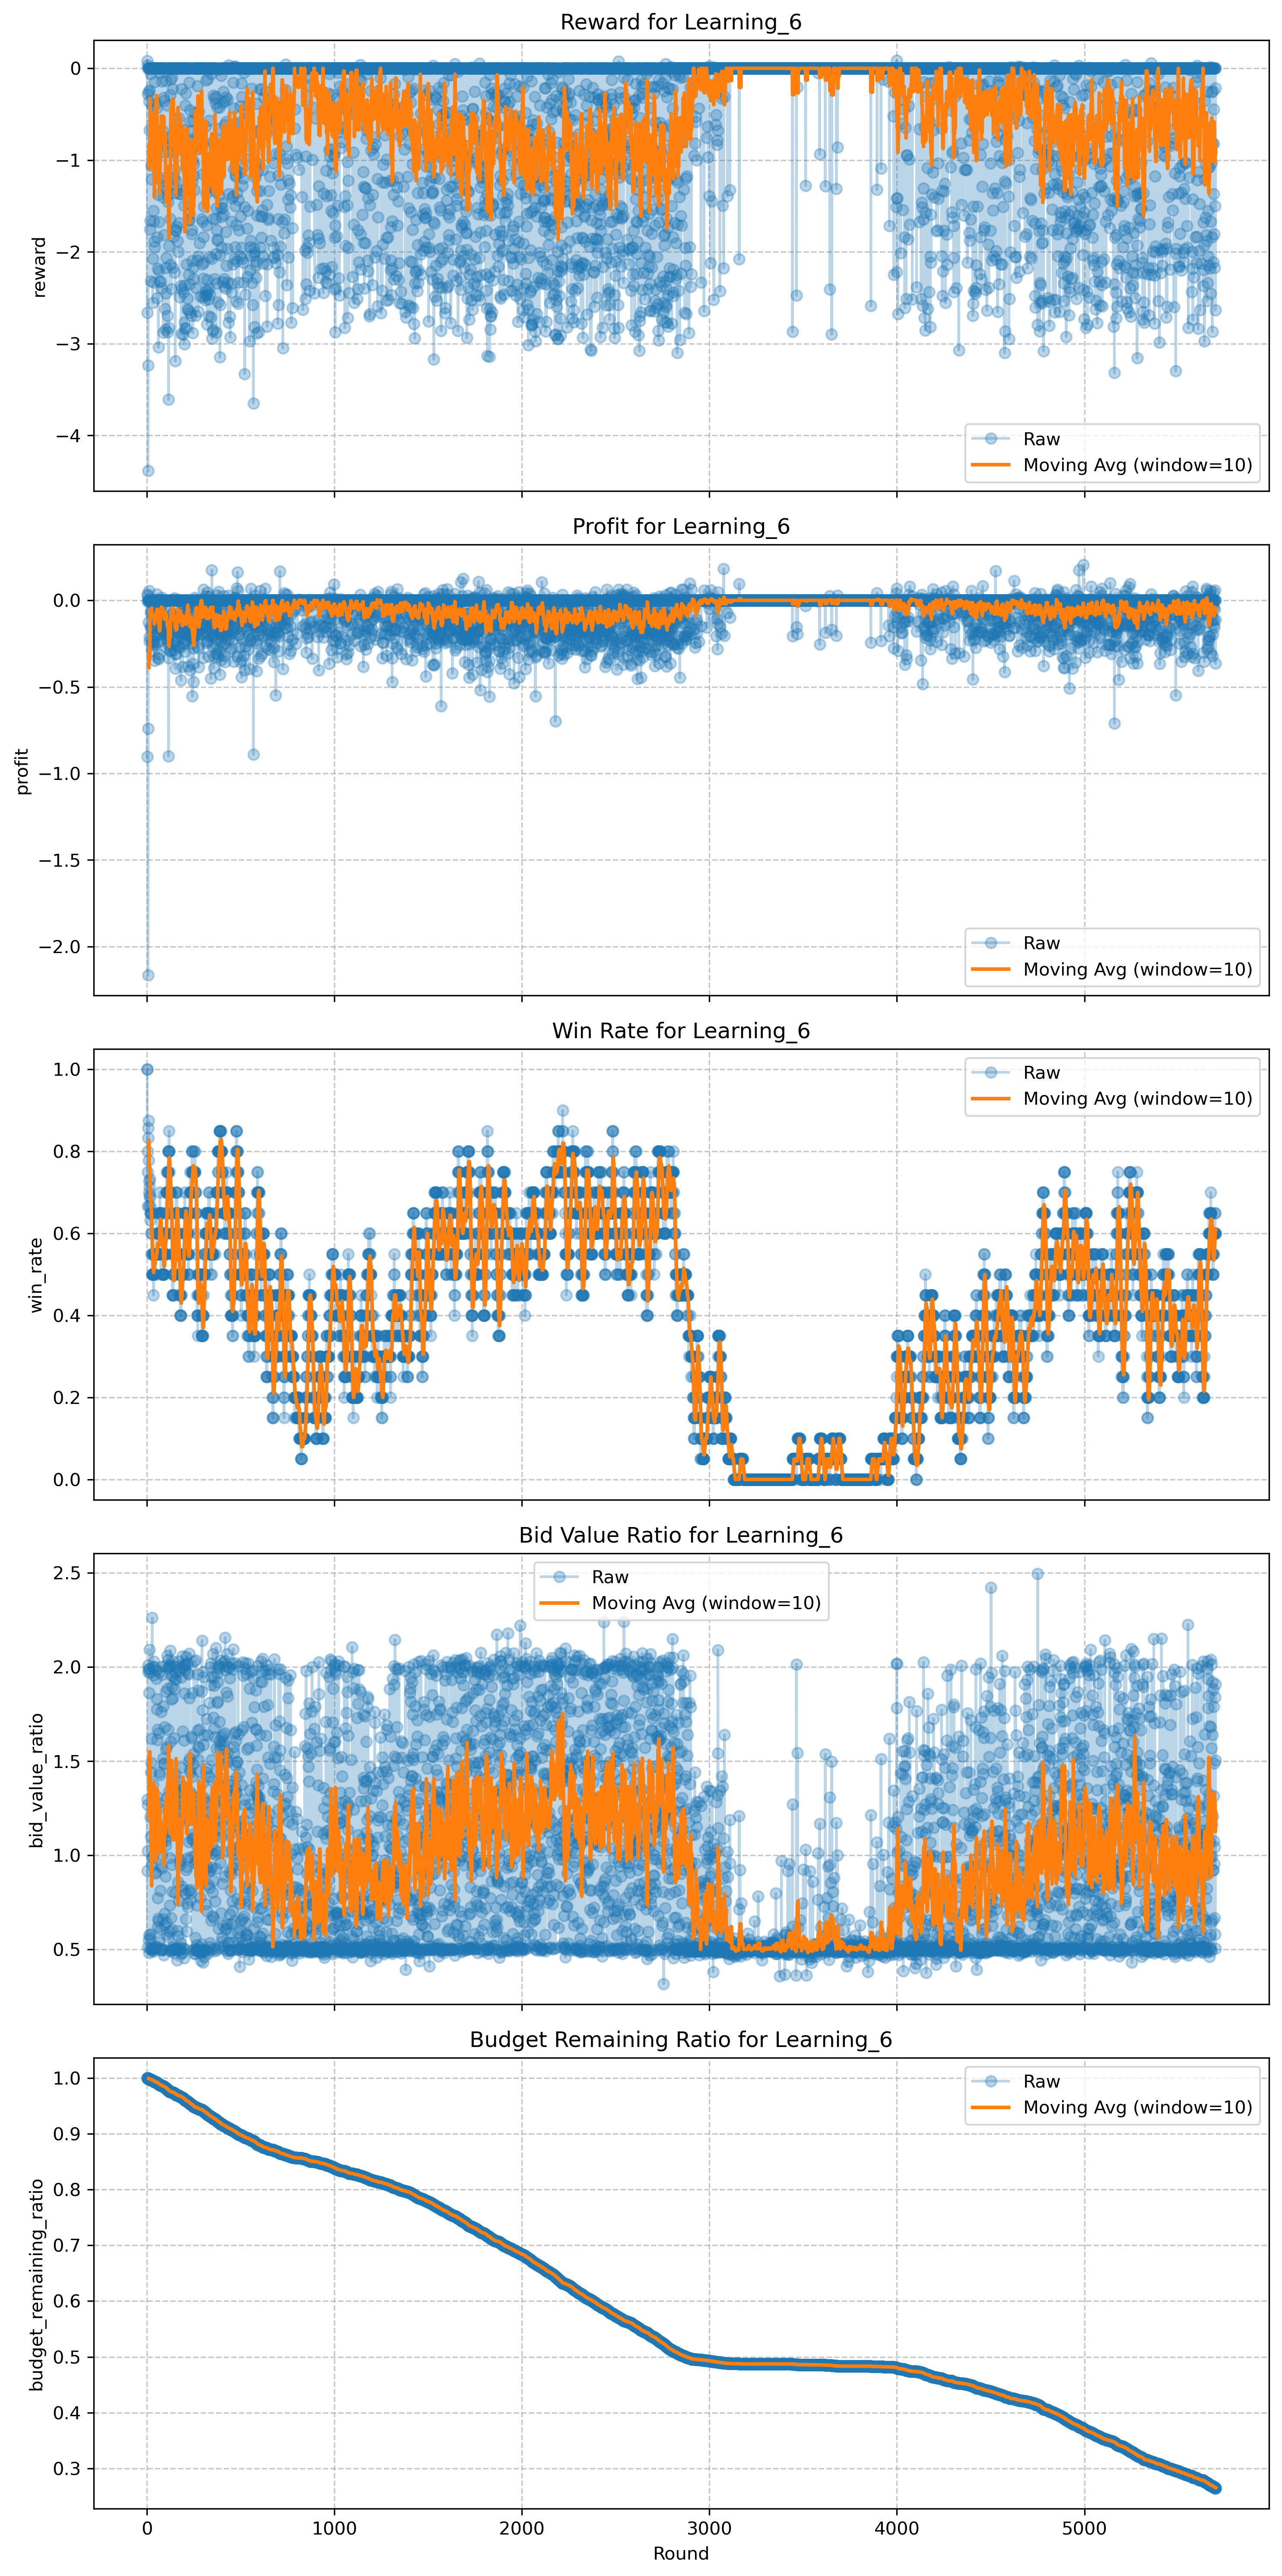 Reward for Learning_6
0
−1
−2
−3
−4
reward
Raw
Moving Avg (window=10)
Profit for Learning_6
0.0
−0.5
−1.0
−1.5
−2.0
profit
Raw
Moving Avg (window=10)
Win Rate for Learning_6
1.0
0.8
0.6
0.4
0.2
0.0
win_rate
Raw
Moving Avg (window=10)
Bid Value Ratio for Learning_6
2.5
2.0
1.5
1.0
0.5
bid_value_ratio
Raw
Moving Avg (window=10)
Budget Remaining Ratio for Learning_6
1.0
0.9
0.8
0.7
0.6
0.5
0.4
0.3
budget_remaining_ratio
Raw
Moving Avg (window=10)
0 1000 2000 3000 4000 5000
Round